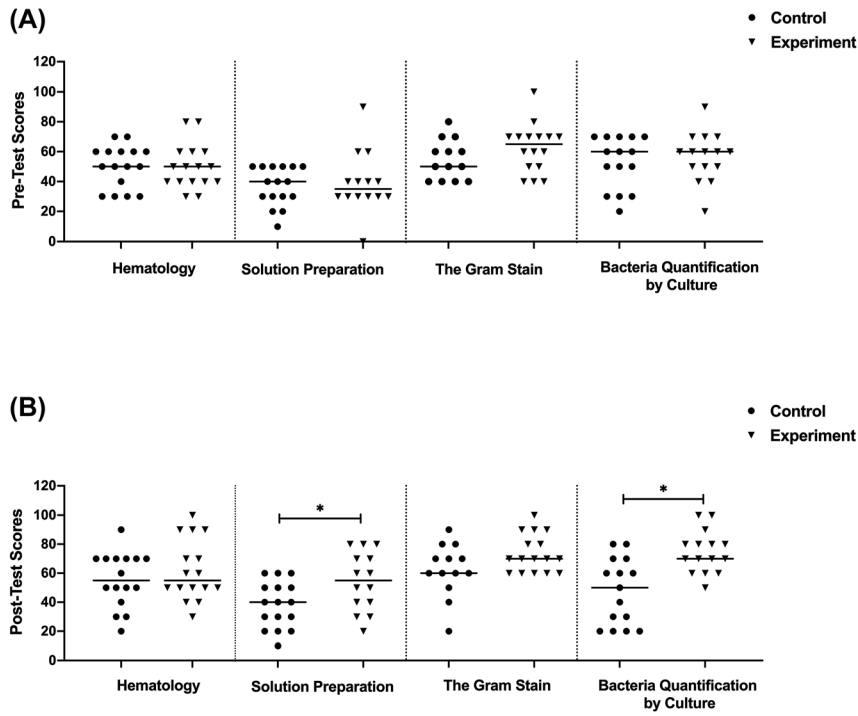 (A)
Control
Experiment
Pre-Test Scores
120
100
80
60
40
20
0
Hematology
Solution Preparation
The Gram Stain
Bacteria Quantification
by Culture
(B)
Control
Experiment
Post-Test Scores
120
100
80
60
40
20
0
*
*
Hematology
Solution Preparation
The Gram Stain
Bacteria Quantification
by Culture